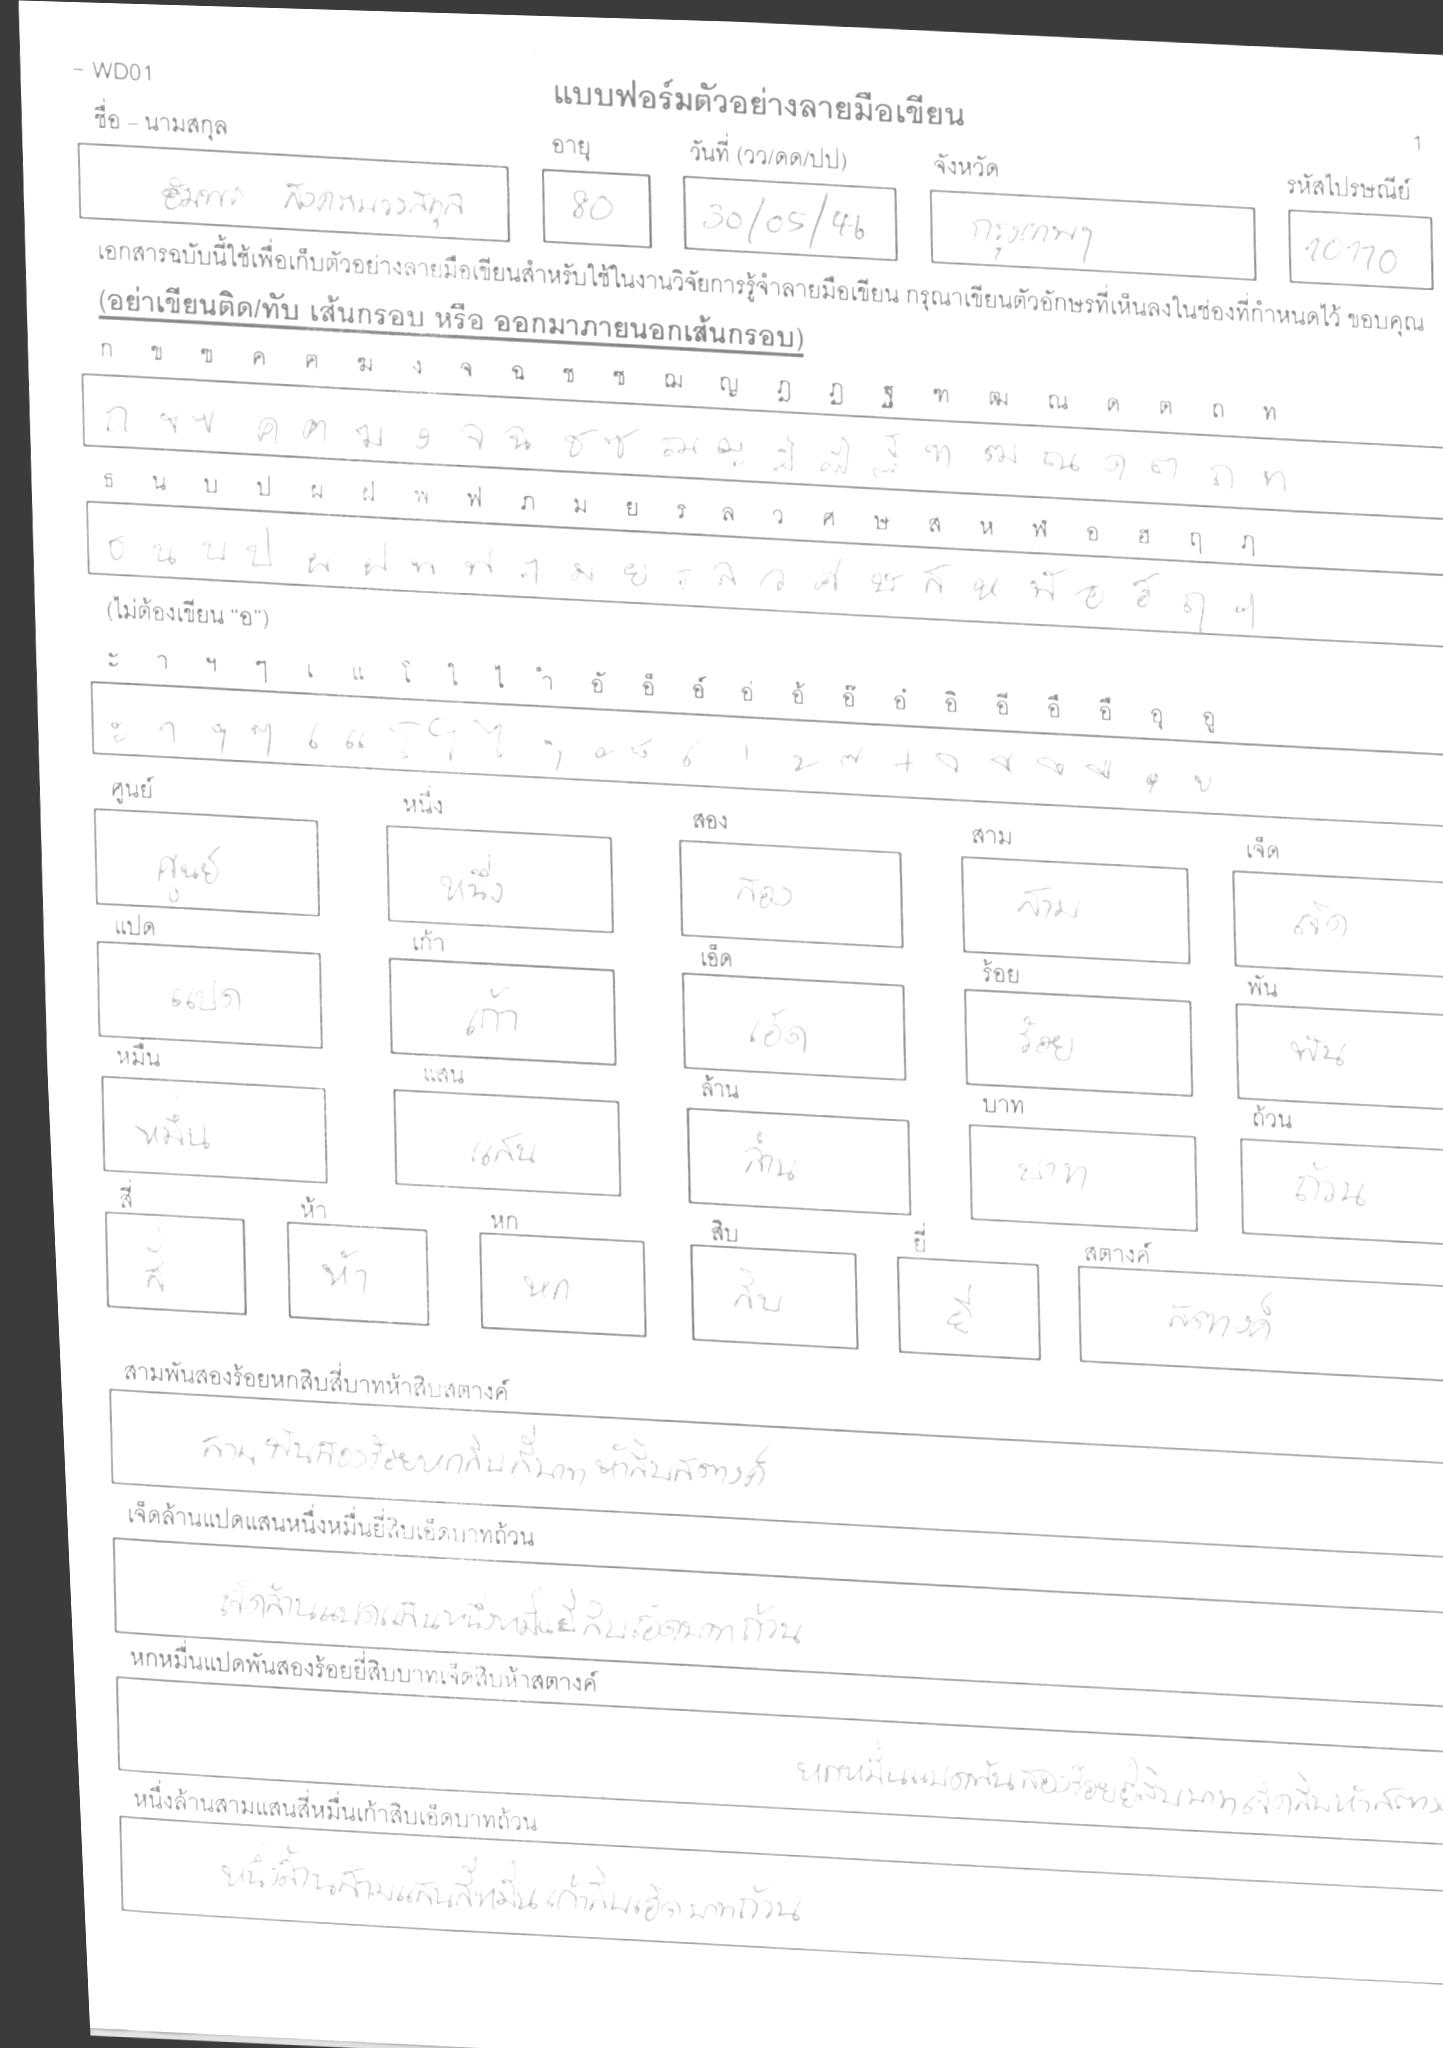 - WD01
แบบฟอร์มตัวอย่างลายมือเขียน
1
ชื่อ - นามสกุล อายุ วันที่ (วว/ดด/ปป) จังหวัด รหัสไปรษณีย์
80 30/05/46 กรุงเทพฯ 10110
เอกสารฉบับนี้ใช้เพื่อเก็บตัวอย่างลายมือเขียนสำหรับใช้ในงานวิจัยการรู้จำลายมือเขียน กรุณาเขียนตัวอักษรที่เห็นลงในช่องที่กำหนดไว้ ขอบคุณ
(อย่าเขียนติด/ทับ เส้นกรอบ หรือ ออกมาภายนอกเส้นกรอบ)
ก ข ฃ ค ฅ ฆ ง จ ฉ ช ซ ฌ ญ ฎ ฏ ฐ ฑ ฒ ณ ด ต ถ ท
ก ข ฃ ค ฅ ฆ ง จ ฉ ช ซ ฌ ญ ฎ ฏ ฐ ฑ ฒ ณ ด ต ถ ท
ธ น บ ป ผ ฝ พ ฟ ภ ม ย ร ล ว ศ ษ ส ห ฬ อ ฮ ฤ ฦ
ธ น บ ป ผ ฝ พ ฟ ภ ม ย ร ล ว ศ ษ ส ห ฬ อ ฮ ฤ ฦ
(ไม่ต้องเขียน "อ")
ะ า ฯ ๆ เ แ โ ใ ไ ำ อั อ็ อ์ อ่ อ้ อ๊ อ๋ อิ อี อึ อื อุ อู
ะ า ฯ ๆ เ แ โ ใ ไ ำ ั ็ ์ ่ ้ ๊ ๋ ิ ี ึ ื ุ ู
ศูนย์ หนึ่ง สอง สาม เจ็ด
ศูนย์ หนึ่ง สอง สาม เจ็ด
แปด เก้า เอ็ด ร้อย พัน
แปด เก้า เอ็ด ร้อย พัน
หมื่น แสน ล้าน บาท ถ้วน
หมื่น แสน ล้าน บาท ถ้วน
สี่ ห้า หก สิบ ยี่ สตางค์
สี่ ห้า หก สิบ ยี่ สตางค์
สามพันสองร้อยหกสิบสี่บาทห้าสิบสตางค์
สามพันสองร้อยหกสิบสี่บาทห้าสิบสตางค์
เจ็ดล้านแปดแสนหนึ่งหมื่นยี่สิบเอ็ดบาทถ้วน
เจ็ดล้านแปดแสนหนึ่งหมื่นยี่สิบเอ็ดบาทถ้วน
หกหมื่นแปดพันสองร้อยยี่สิบบาทเจ็ดสิบห้าสตางค์
หกหมื่นแปดพันสองร้อยยี่สิบบาทเจ็ดสิบห้าสตาง
หนึ่งล้านสามแสนสี่หมื่นเก้าสิบเอ็ดบาทถ้วน
หนึ่งล้านสามแสนสี่หมื่นเก้าสิบเอ็ดบาทถ้วน